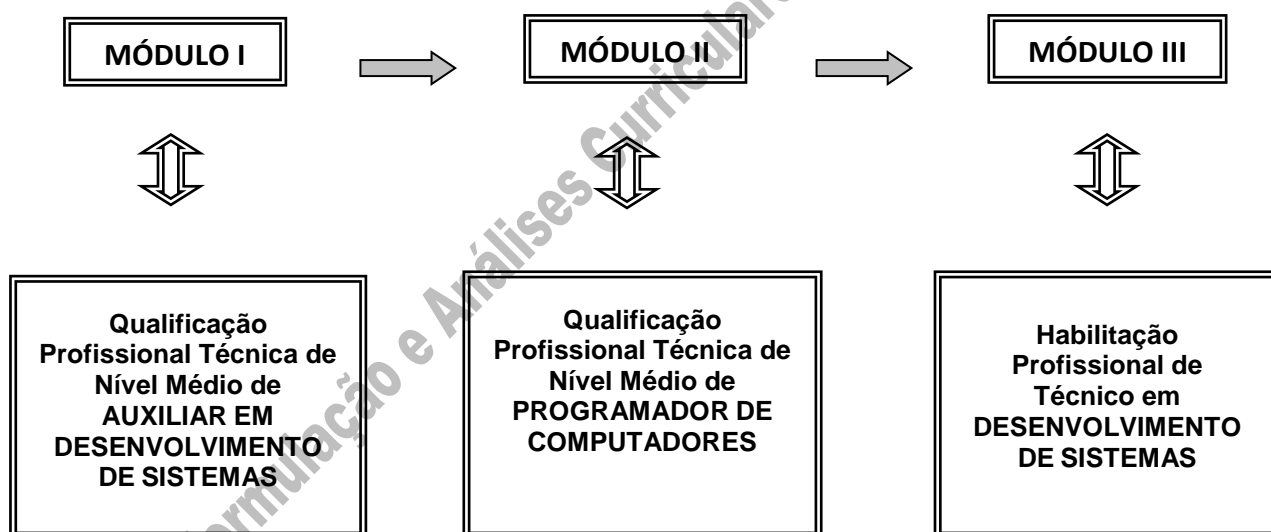 MÓDULO I
MÓDULO II
MÓDULO III
Qualificação
Profissional Técnica de
Nível Médio de
AUXILIAR EM
DESENVOLVIMENTO
DE SISTEMAS
Qualificação
Profissional Técnica de
Nível Médio de
PROGRAMADOR DE
COMPUTADORES
Habilitação
Profissional de
Técnico em
DESENVOLVIMENTO
DE SISTEMAS
e Análises